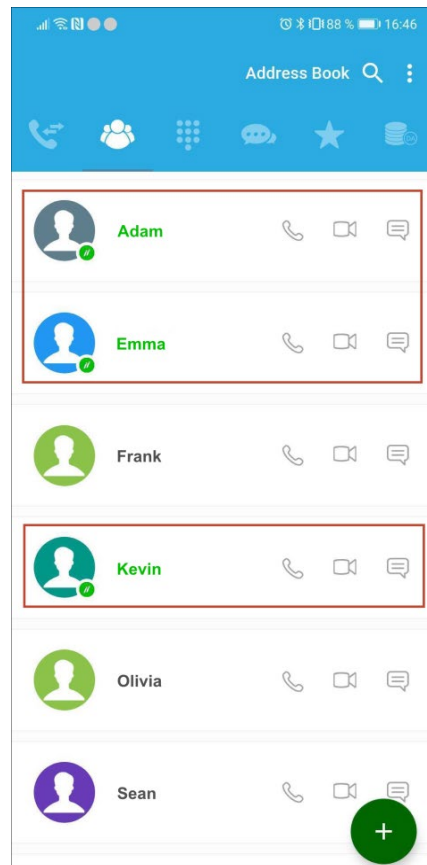 88 % 16:46
Address Book
Adam
Emma
Frank
Kevin
Olivia
Sean
+